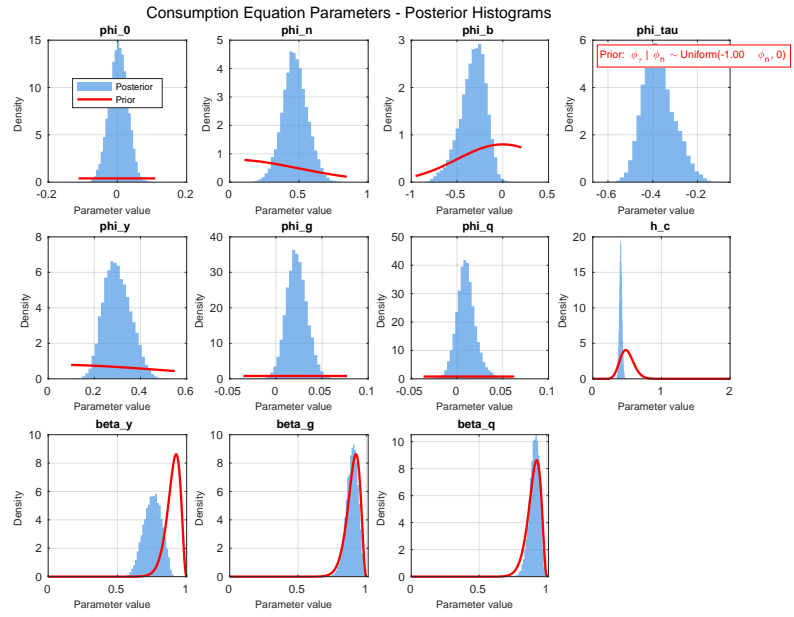 Consumption Equation Parameters - Posterior Histograms
phi_0
phi_n
phi_b
phi_tau
Density
15
10
5
0
-0.2
0
0.2
Parameter value
Posterior
Prior
Density
5
4
3
2
1
0
0
0.5
1
Parameter value
Density
3
2
1
0
-0.5
0
0.5
Parameter value
Density
6
4
2
0
-0.6
-0.4
-0.2
Parameter value
Prior: ϕτ | ϕn ∼ Uniform(-1.00 ϕn, 0)
phi_y
phi_g
phi_q
h_c
Density
8
6
4
2
0
0
0.2
0.4
0.6
Parameter value
Density
40
30
20
10
0
-0.05
0
0.05
0.1
Parameter value
Density
50
40
30
20
10
0
-0.05
0
0.05
0.1
Parameter value
Density
20
15
10
5
0
0
1
2
Parameter value
beta_y
beta_g
beta_q
Density
10
8
6
4
2
0
0
0.5
1
Parameter value
Density
10
8
6
4
2
0
0
0.5
1
Parameter value
Density
10
8
6
4
2
0
0
0.5
1
Parameter value